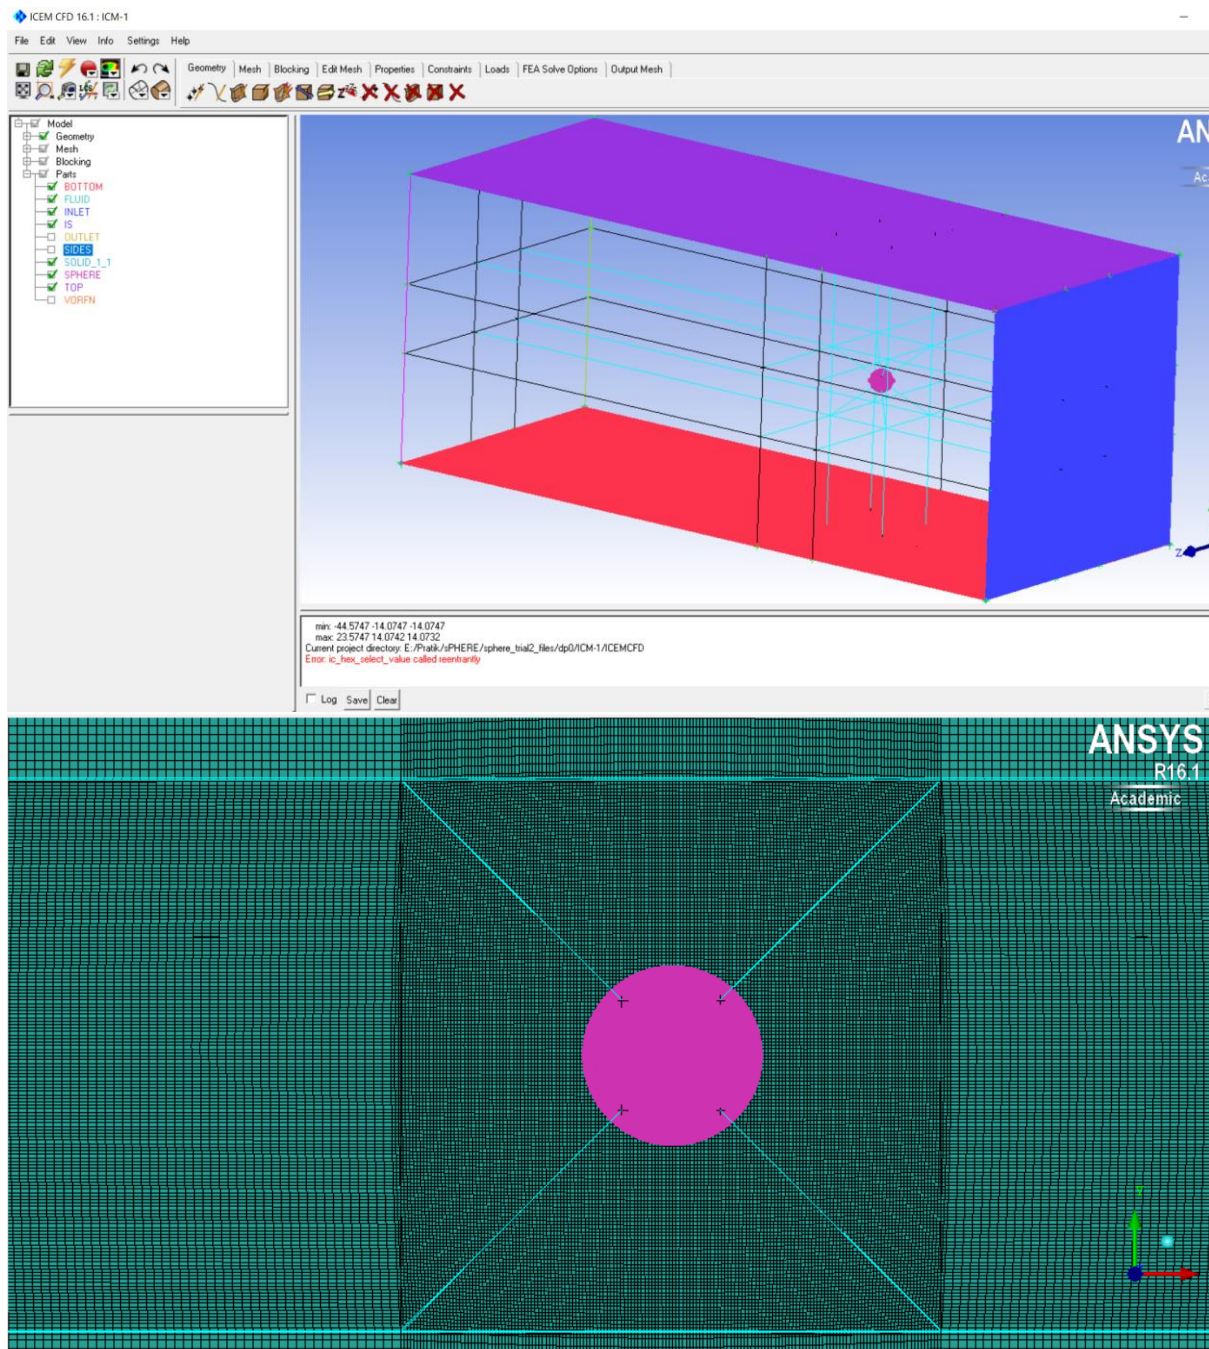 ICEM CFD 16.1 : ICM-1
File Edit View Info Settings Help
Geometry Mesh Blocking Edit Mesh Properties Constraints Loads FEA Solve Options Output Mesh
Model
Geometry
Mesh
Blocking
Parts
BOTTOM
FLUID
INLET
IS
OUTLET
SIDES
SOLID_1_1
SPHERE
TOP
VORFN
AN
Ac
Z
min: -44.5747 -14.0747 -14.0747
max: 23.5747 14.0742 14.0732
Current project directory: E:/Pratik/sPHERE/sphere_trial2_files/dp0/ICM-1/ICEMCFD
Error: ic_hex_select_value called reentrantly
Log Save Clear
ANSYS
R16.1
Academic
Y